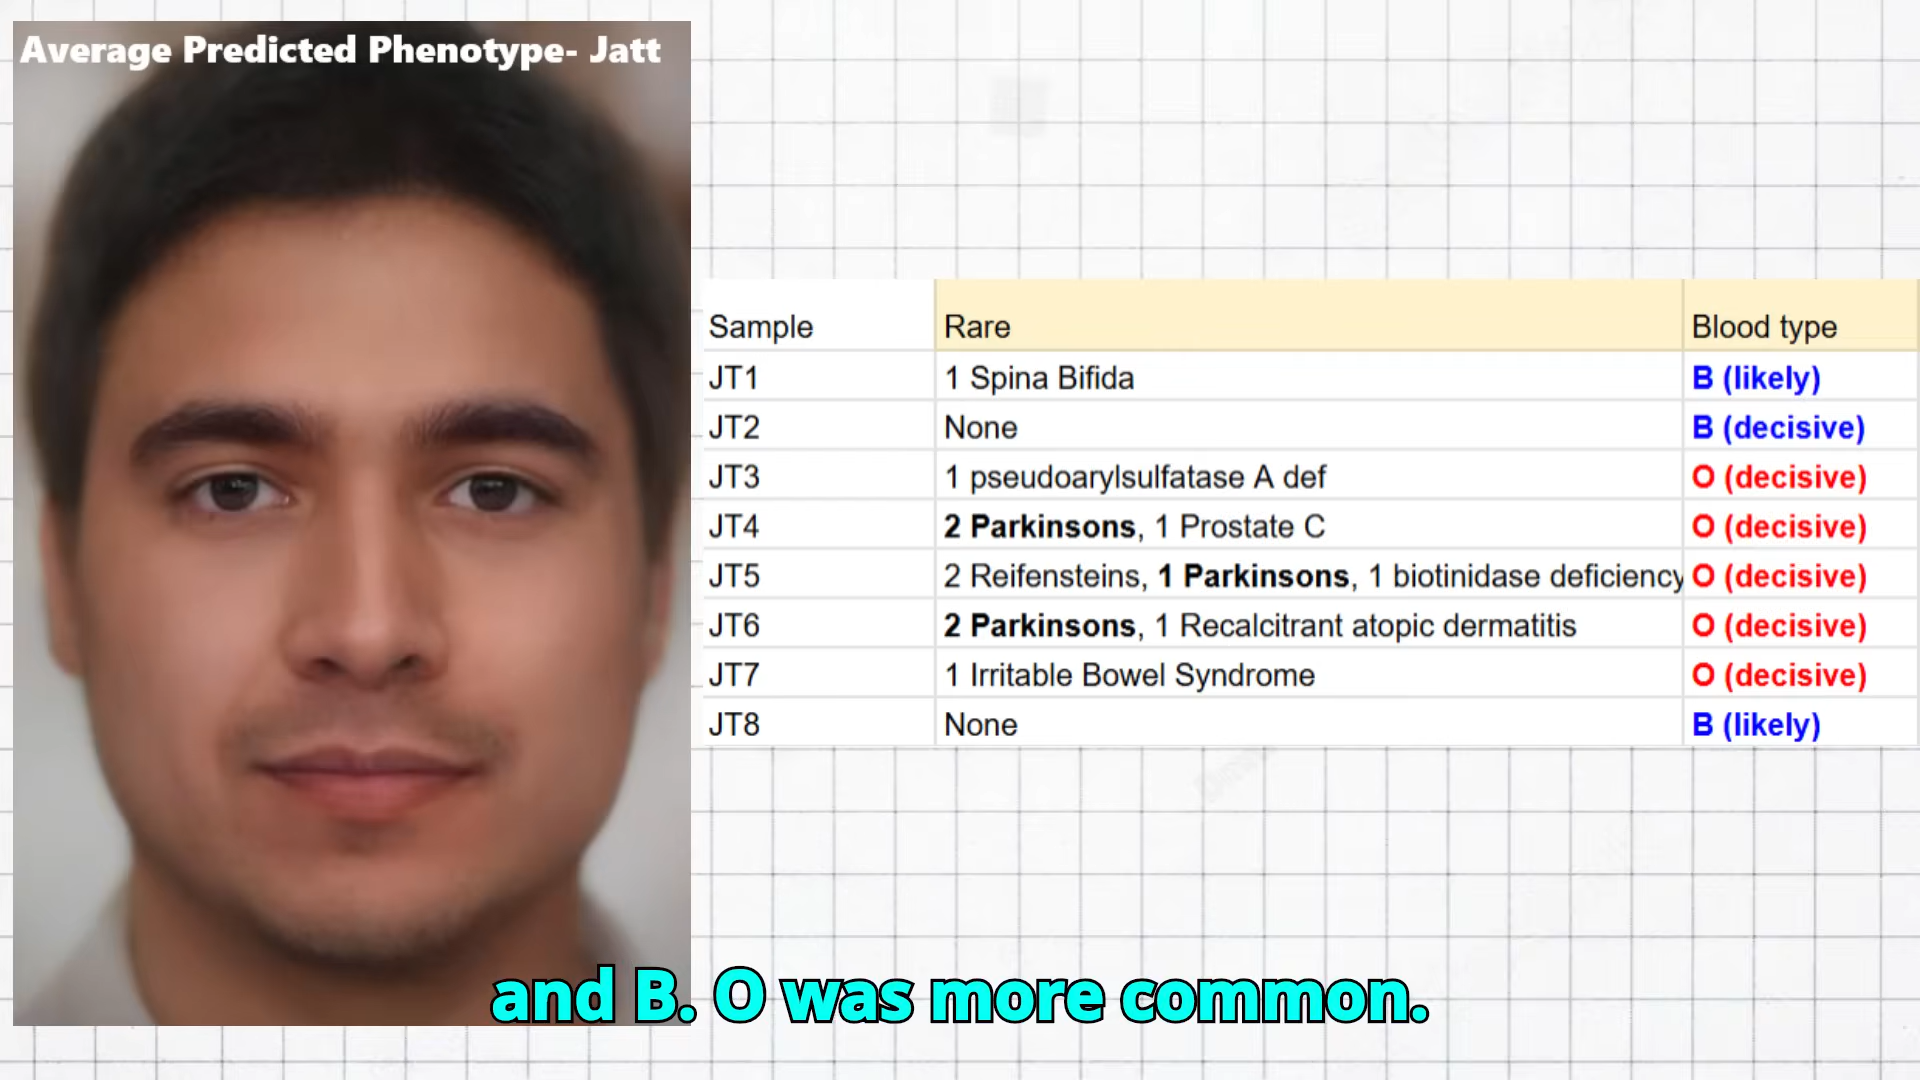 Average Predicted Phenotype- Jatt
Sample Rare Blood type
JT1 1 Spina Bifida B (likely)
JT2 None B (decisive)
JT3 1 pseudoarylsulfatase A def O (decisive)
JT4 2 Parkinsons, 1 Prostate C O (decisive)
JT5 2 Reifensteins, 1 Parkinsons, 1 biotinidase deficiency O (decisive)
JT6 2 Parkinsons, 1 Recalcitrant atopic dermatitis O (decisive)
JT7 1 Irritable Bowel Syndrome O (decisive)
JT8 None B (likely)
and B. O was more common.